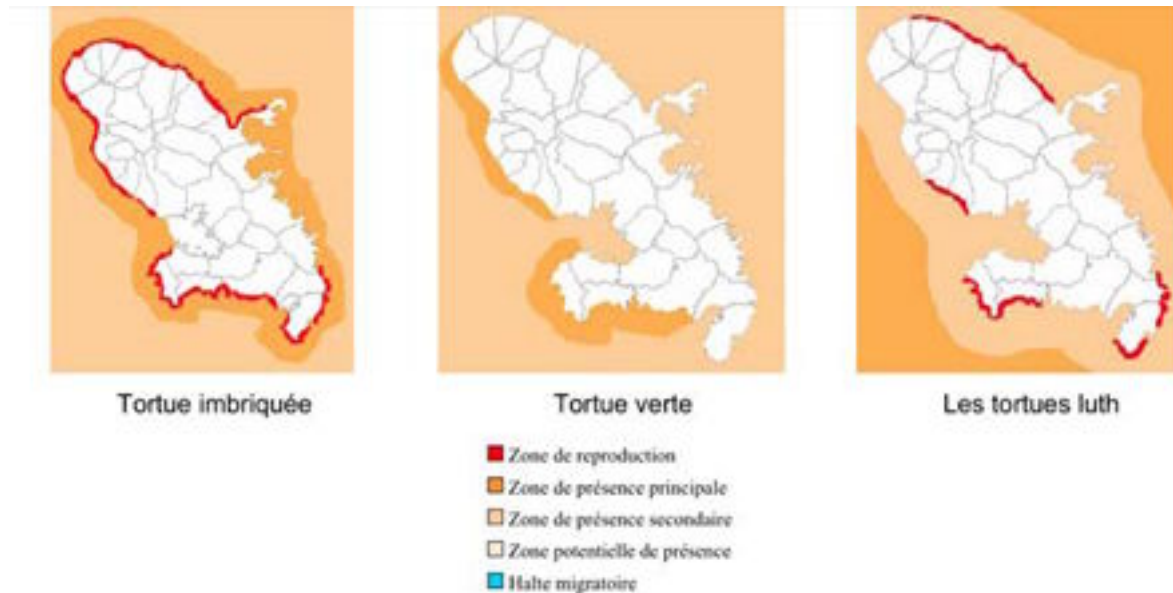 Tortue imbriquée
Tortue verte
Les tortues luth
Zone de reproduction
Zone de présence principale
Zone de présence secondaire
Zone potentielle de présence
Halte migratoire